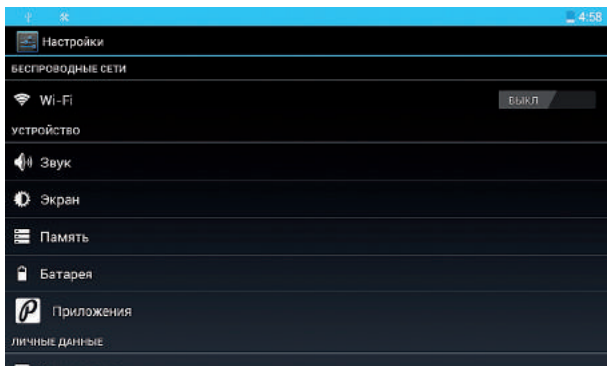 4:58
Настройки
БЕСПРОВОДНЫЕ СЕТИ
Wi-Fi
ВЫКЛ
УСТРОЙСТВО
Звук
Экран
Память
Батарея
Приложения
ЛИЧНЫЕ ДАННЫЕ